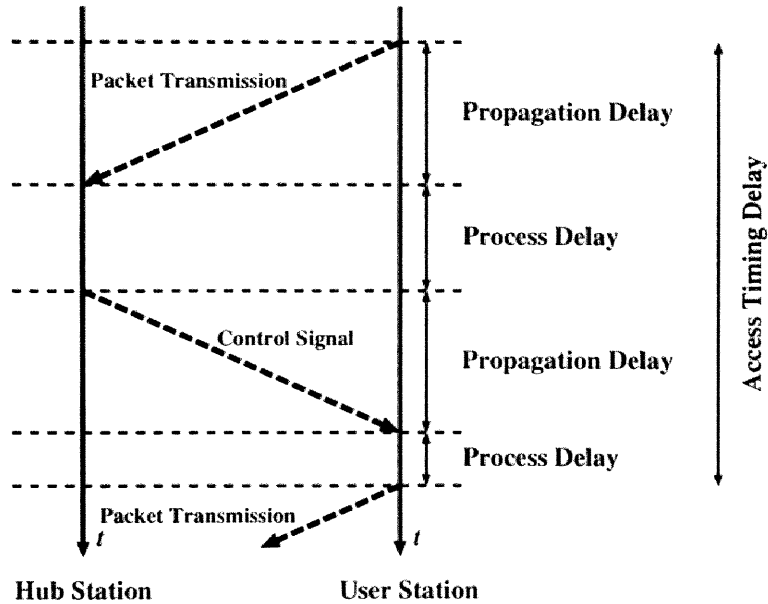 Packet Transmission
Propagation Delay
Process Delay
Control Signal
Propagation Delay
Process Delay
Packet Transmission
t
t
Hub Station
User Station
Access Timing Delay